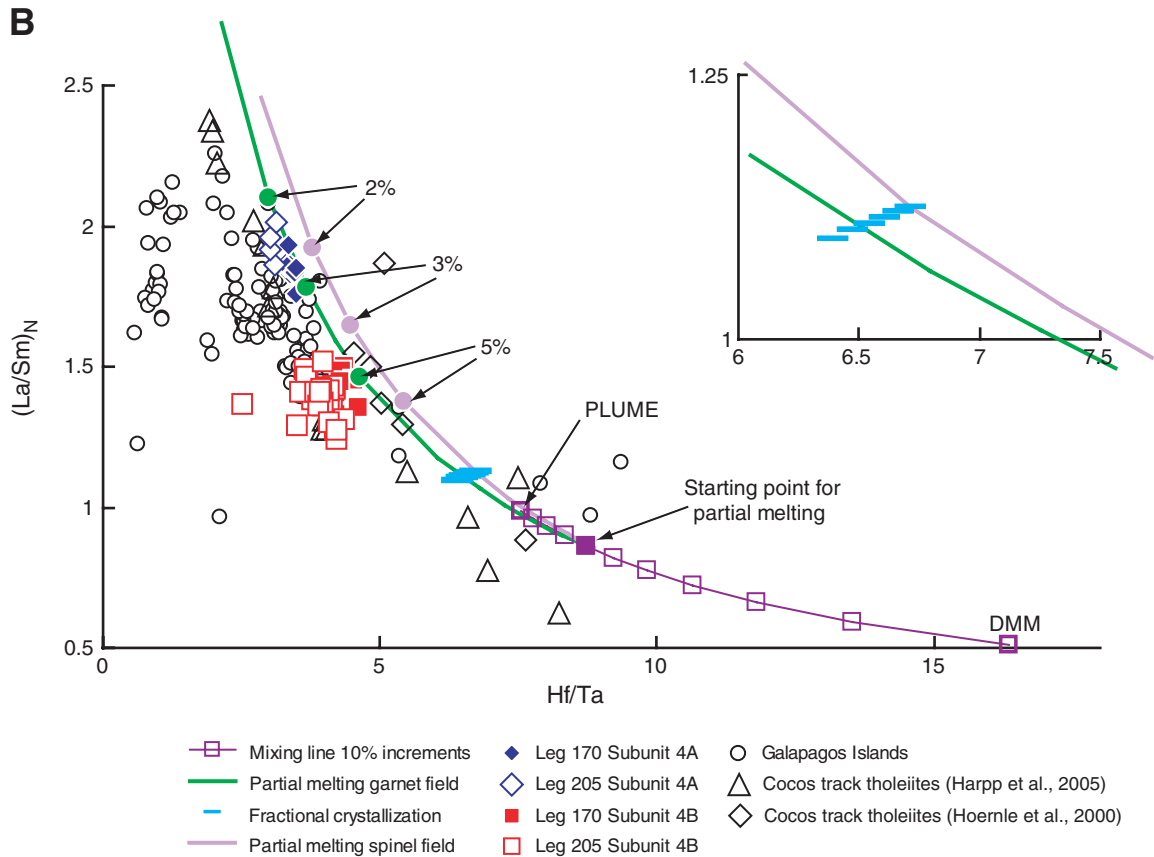 B
2.5
2
1.5
1
0.5
(La/Sm)N
0
5
10
15
Hf/Ta
2%
3%
5%
PLUME
Starting point for
partial melting
DMM
1.25
1
6
6.5
7
7.5
Mixing line 10% increments
Partial melting garnet field
Fractional crystallization
Partial melting spinel field
Leg 170 Subunit 4A
Leg 205 Subunit 4A
Leg 170 Subunit 4B
Leg 205 Subunit 4B
Galapagos Islands
Cocos track tholeiites (Harpp et al., 2005)
Cocos track tholeiites (Hoernle et al., 2000)